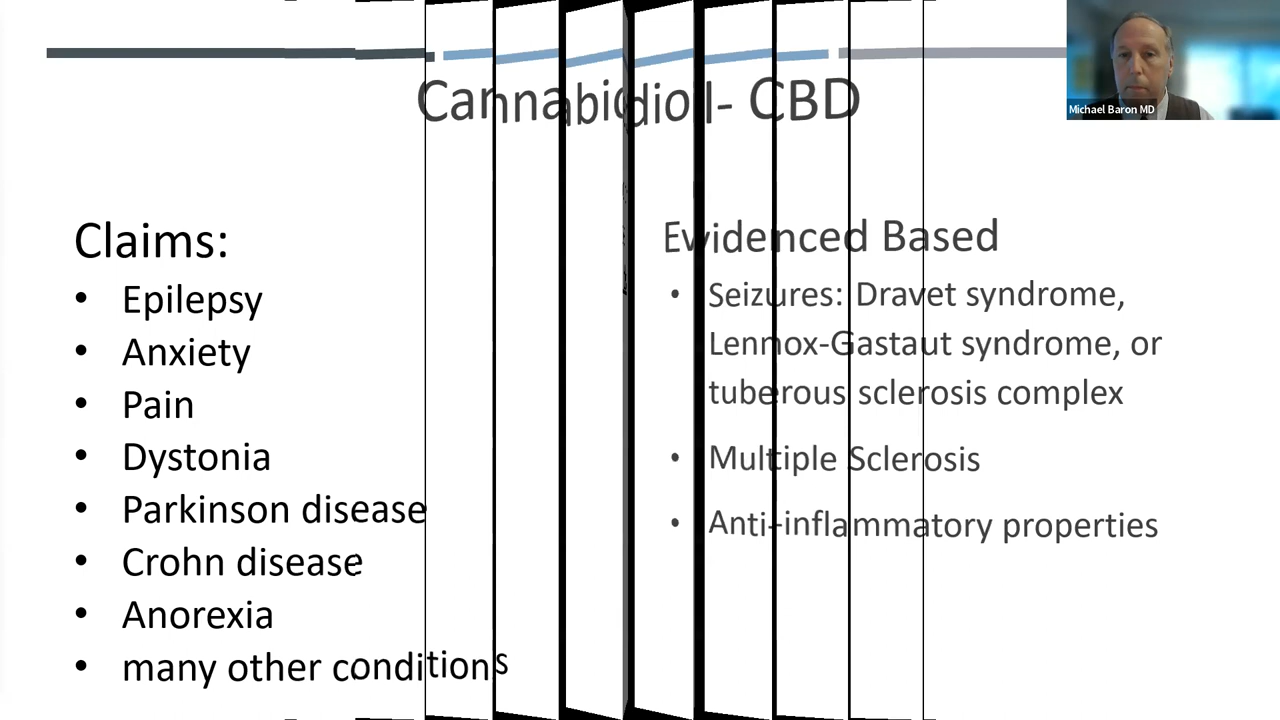 Cannabidiol- CBD
Michael Baron MD
Claims:
• Epilepsy
• Anxiety
• Pain
• Dystonia
• Parkinson disease
• Crohn disease
• Anorexia
• many other conditions
Evidenced Based
• Seizures: Dravet syndrome,
Lennox-Gastaut syndrome, or
tuberous sclerosis complex
• Multiple Sclerosis
• Anti-inflammatory properties